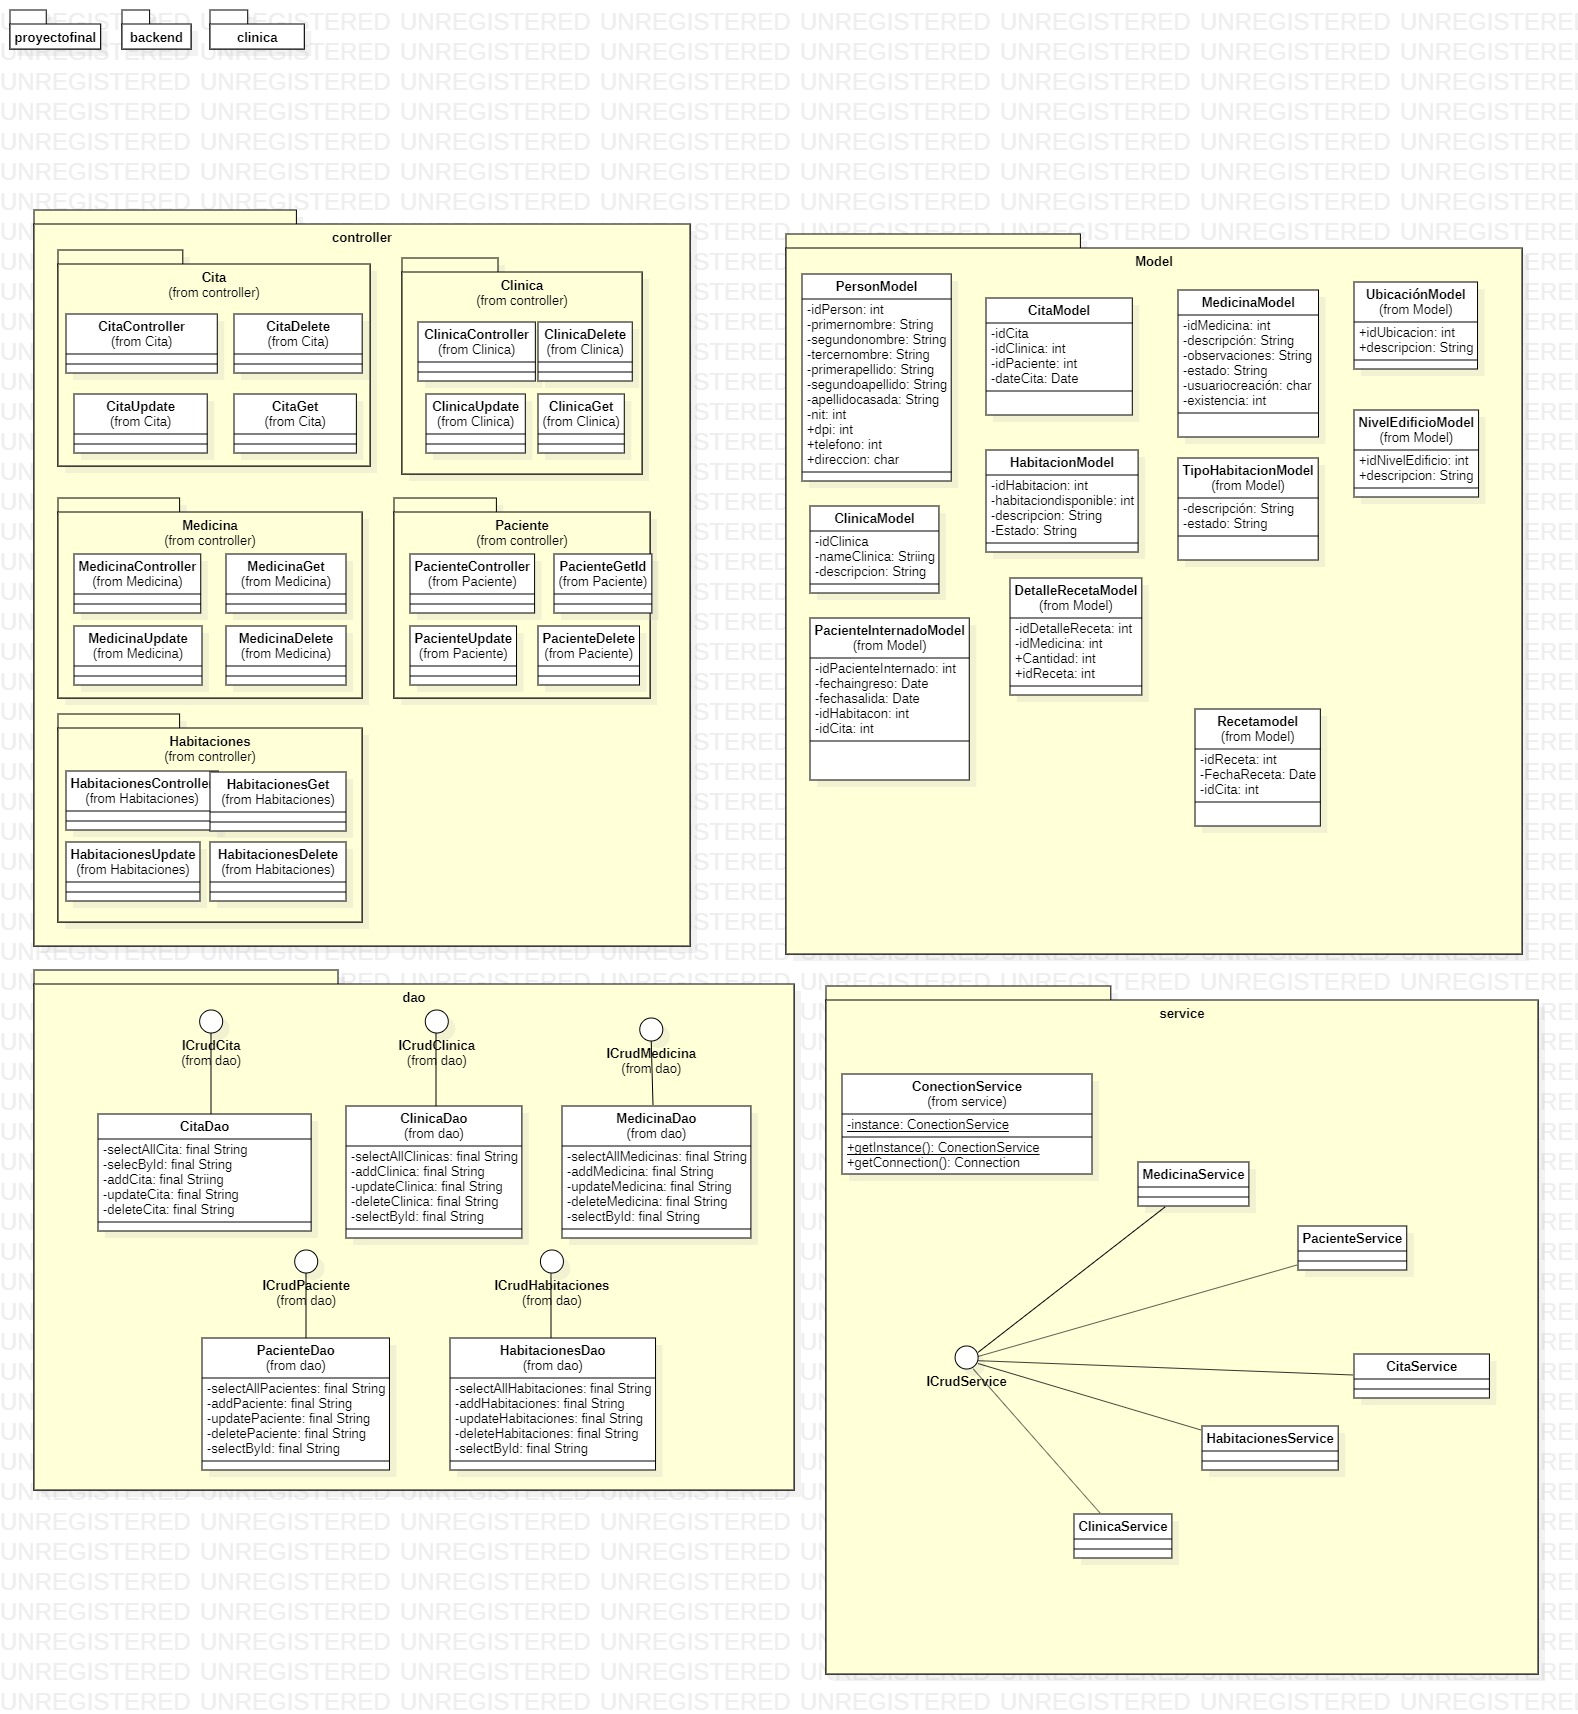 proyectofinal
backend
clinica
controller
Cita
(from controller)
CitaController
(from Cita)
CitaDelete
(from Cita)
CitaUpdate
(from Cita)
CitaGet
(from Cita)
Clinica
(from controller)
ClinicaController
(from Clinica)
ClinicaDelete
(from Clinica)
ClinicaUpdate
(from Clinica)
ClinicaGet
(from Clinica)
Medicina
(from controller)
MedicinaController
(from Medicina)
MedicinaGet
(from Medicina)
MedicinaUpdate
(from Medicina)
MedicinaDelete
(from Medicina)
Paciente
(from controller)
PacienteController
(from Paciente)
PacienteGetId
(from Paciente)
PacienteUpdate
(from Paciente)
PacienteDelete
(from Paciente)
Habitaciones
(from controller)
HabitacionesController
(from Habitaciones)
HabitacionesGet
(from Habitaciones)
HabitacionesUpdate
(from Habitaciones)
HabitacionesDelete
(from Habitaciones)
Model
PersonModel
-idPerson: int
-primernombre: String
-segundonombre: String
-tercernombre: String
-primerapellido: String
-segundoapellido: String
-apellidocasada: String
-nit: int
+dpi: int
+telefono: int
+direccion: char
CitaModel
-idCita
-idClinica: int
-idPaciente: int
-dateCita: Date
MedicinaModel
-idMedicina: int
-descripción: String
-observaciones: String
-estado: String
-usuariocreación: char
-existencia: int
UbicaciónModel
(from Model)
+idUbicacion: int
+descripcion: String
NivelEdificioModel
(from Model)
+idNivelEdificio: int
+descripcion: String
HabitacionModel
-idHabitacion: int
-habitaciondisponible: int
-descripcion: String
-Estado: String
TipoHabitacionModel
(from Model)
-descripción: String
-estado: String
ClinicaModel
-idClinica
-nameClinica: Striing
-descripcion: String
DetalleRecetaModel
(from Model)
-idDetalleReceta: int
-idMedicina: int
+Cantidad: int
+idReceta: int
PacienteInternadoModel
(from Model)
-idPacienteInternado: int
-fechaingreso: Date
-fechasalida: Date
-idHabitacon: int
-idCita: int
Recetamodel
(from Model)
-idReceta: int
-FechaReceta: Date
-idCita: int
dao
ICrudCita
(from dao)
ICrudClinica
(from dao)
ICrudMedicina
(from dao)
CitaDao
-selectAllCita: final String
-selecById: final String
-addCita: final Striing
-updateCita: final String
-deleteCita: final String
ClinicaDao
(from dao)
-selectAllClinicas: final String
-addClinica: final String
-updateClinica: final String
-deleteClinica: final String
-selectById: final String
MedicinaDao
(from dao)
-selectAllMedicinas: final String
-addMedicina: final String
-updateMedicina: final String
-deleteMedicina: final String
-selectById: final String
ICrudPaciente
(from dao)
ICrudHabitaciones
(from dao)
PacienteDao
(from dao)
-selectAllPacientes: final String
-addPaciente: final String
-updatePaciente: final String
-deletePaciente: final String
-selectById: final String
HabitacionesDao
(from dao)
-selectAllHabitaciones: final String
-addHabitaciones: final String
-updateHabitaciones: final String
-deleteHabitaciones: final String
-selectById: final String
service
ConectionService
(from service)
-instance: ConectionService
+getInstance(): ConectionService
+getConnection(): Connection
MedicinaService
PacienteService
ICrudService
CitaService
HabitacionesService
ClinicaService